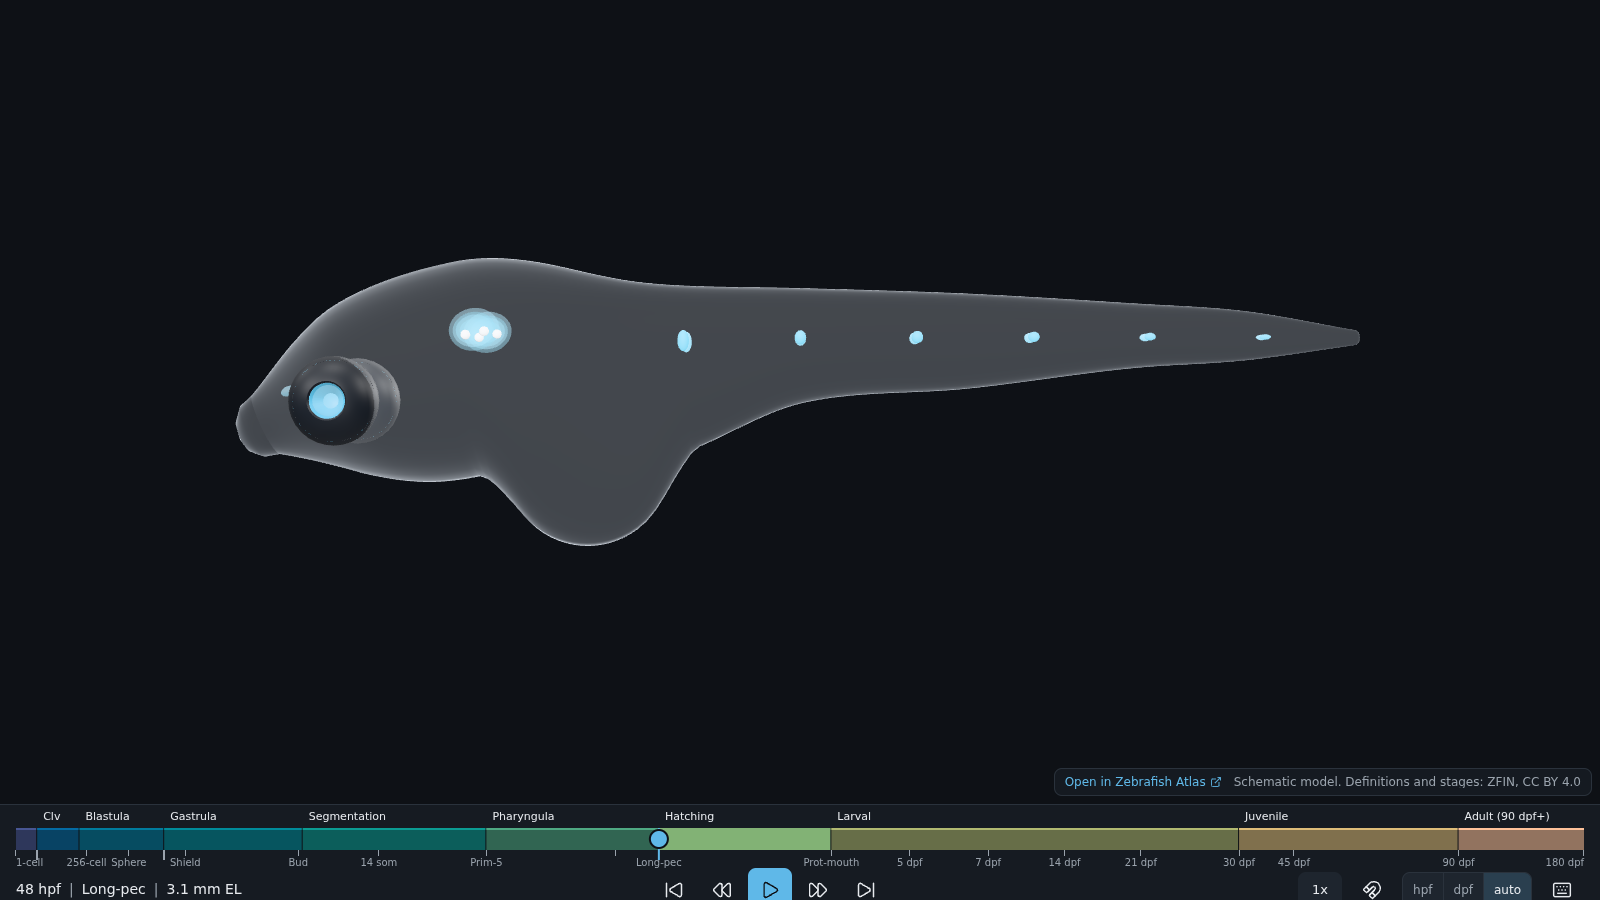 Open in Zebrafish Atlas Schematic model. Definitions and stages: ZFIN, CC BY 4.0
Clv Blastula Gastrula Segmentation Pharyngula Hatching Larval Juvenile Adult (90 dpf+)
1-cell 256-cell Sphere Shield Bud 14 som Prim-5 Long-pec Prot-mouth 5 dpf 7 dpf 14 dpf 21 dpf 30 dpf 45 dpf 90 dpf 180 dpf
48 hpf | Long-pec | 3.1 mm EL 1x hpf dpf auto